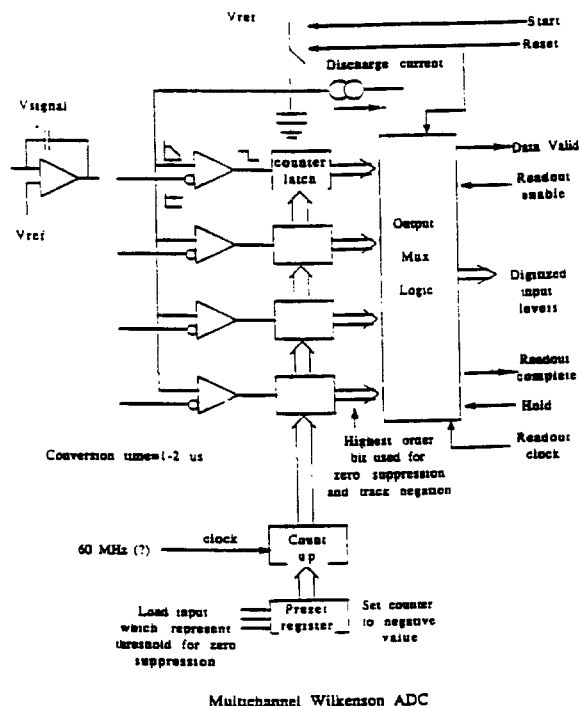 Vref
Start
Reset
Discharge current
Vsignal
Vref
counter
latch
Output
Mux
Logic
Data Valid
Readout
enable
Digitized
input
levers
Readout
complete
Hold
Readout
clock
Highest order
bit used for
zero suppression
and track negation
Conversion time=1-2 us
60 MHz (?)
clock
Count
up
Load input
which represent
threshold for zero
suppression
Preset
register
Set counter
to negative
value
Multichannel Wilkenson ADC